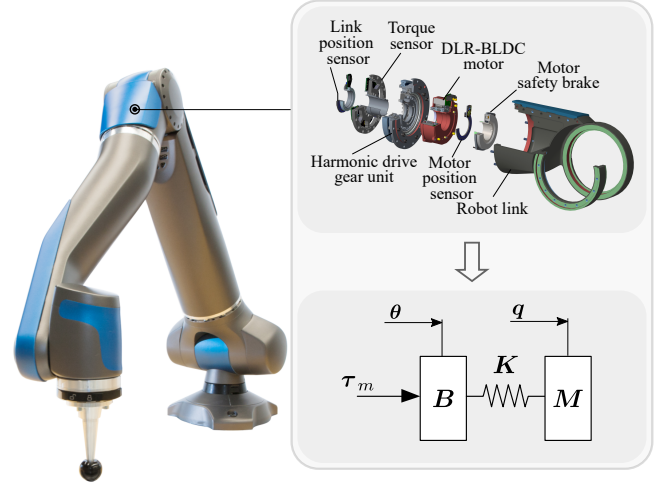 Link
position
sensor
Torque
sensor
DLR-BLDC
motor
Motor
safety brake
Harmonic drive
gear unit
Motor
position
sensor
Robot link
θ
q
K
τ m
B
M